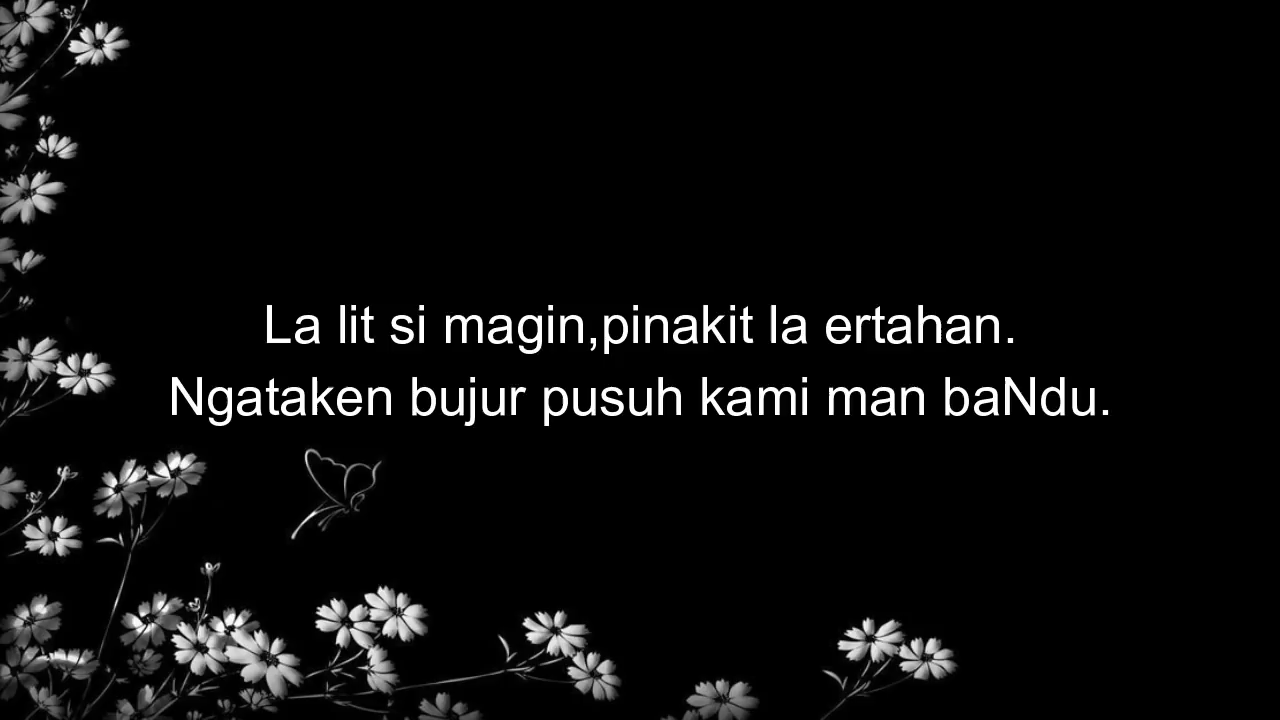 La lit si magin,pinakit la ertahan.
Ngataken bujur pusuh kami man baNdu.